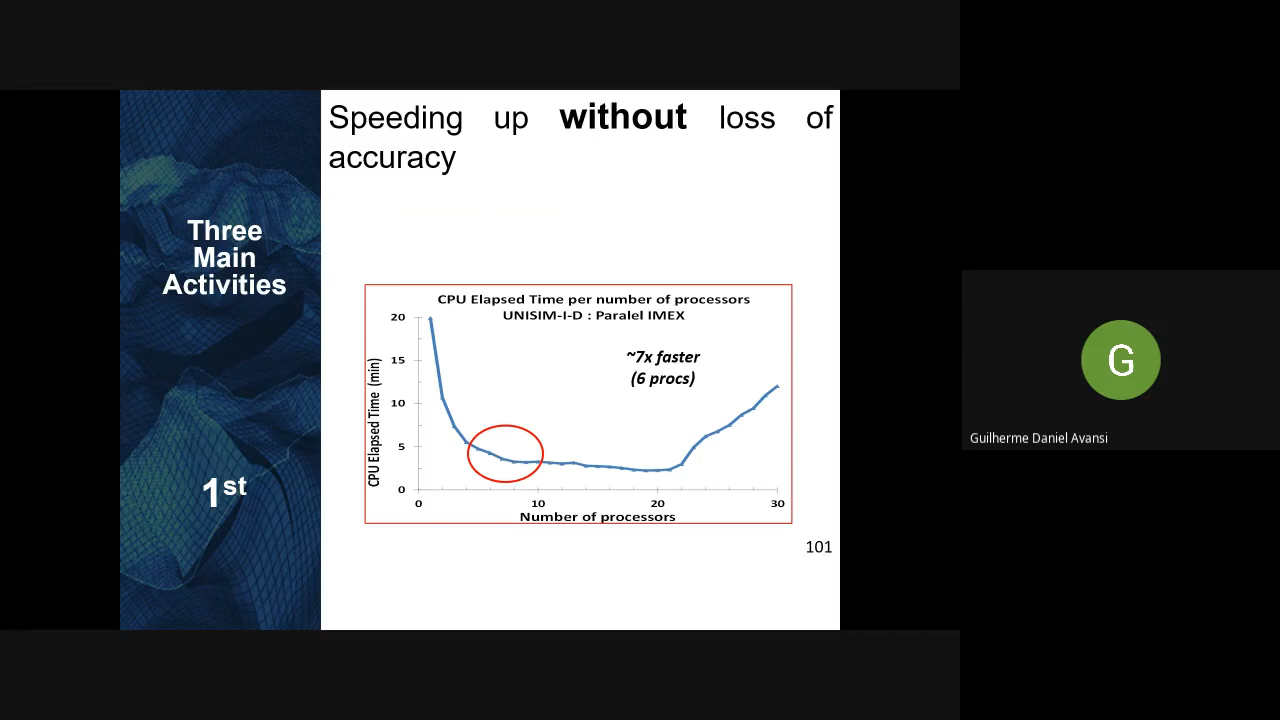 Speeding up without loss of
accuracy
Three
Main
Activities
1st
CPU Elapsed Time per number of processors
UNISIM-I-D : Paralel IMEX
~7x faster
(6 procs)
CPU Elapsed Time (min)
20
15
10
5
0
0 10 20 30
Number of processors
101
G
Guilherme Daniel Avansi